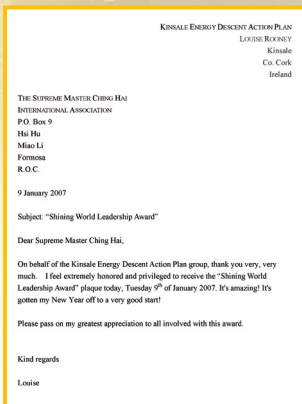 KINSALE ENERGY DESCENT ACTION PLAN
LOUISE ROONEY
Kinsale
Co. Cork
Ireland
THE SUPREME MASTER CHING HAI
INTERNATIONAL ASSOCIATION
P.O. Box 9
Hsi Hu
Miao Li
Formosa
R.O.C.
9 January 2007
Subject: “Shining World Leadership Award”
Dear Supreme Master Ching Hai,
On behalf of the Kinsale Energy Descent Action Plan group, thank you very, very
much. I feel extremely honored and privileged to receive the “Shining World
Leadership Award” plaque today, Tuesday 9th of January 2007. It's amazing! It's
gotten my New Year off to a very good start!
Please pass on my greatest appreciation to all involved with this award.
Kind regards
Louise